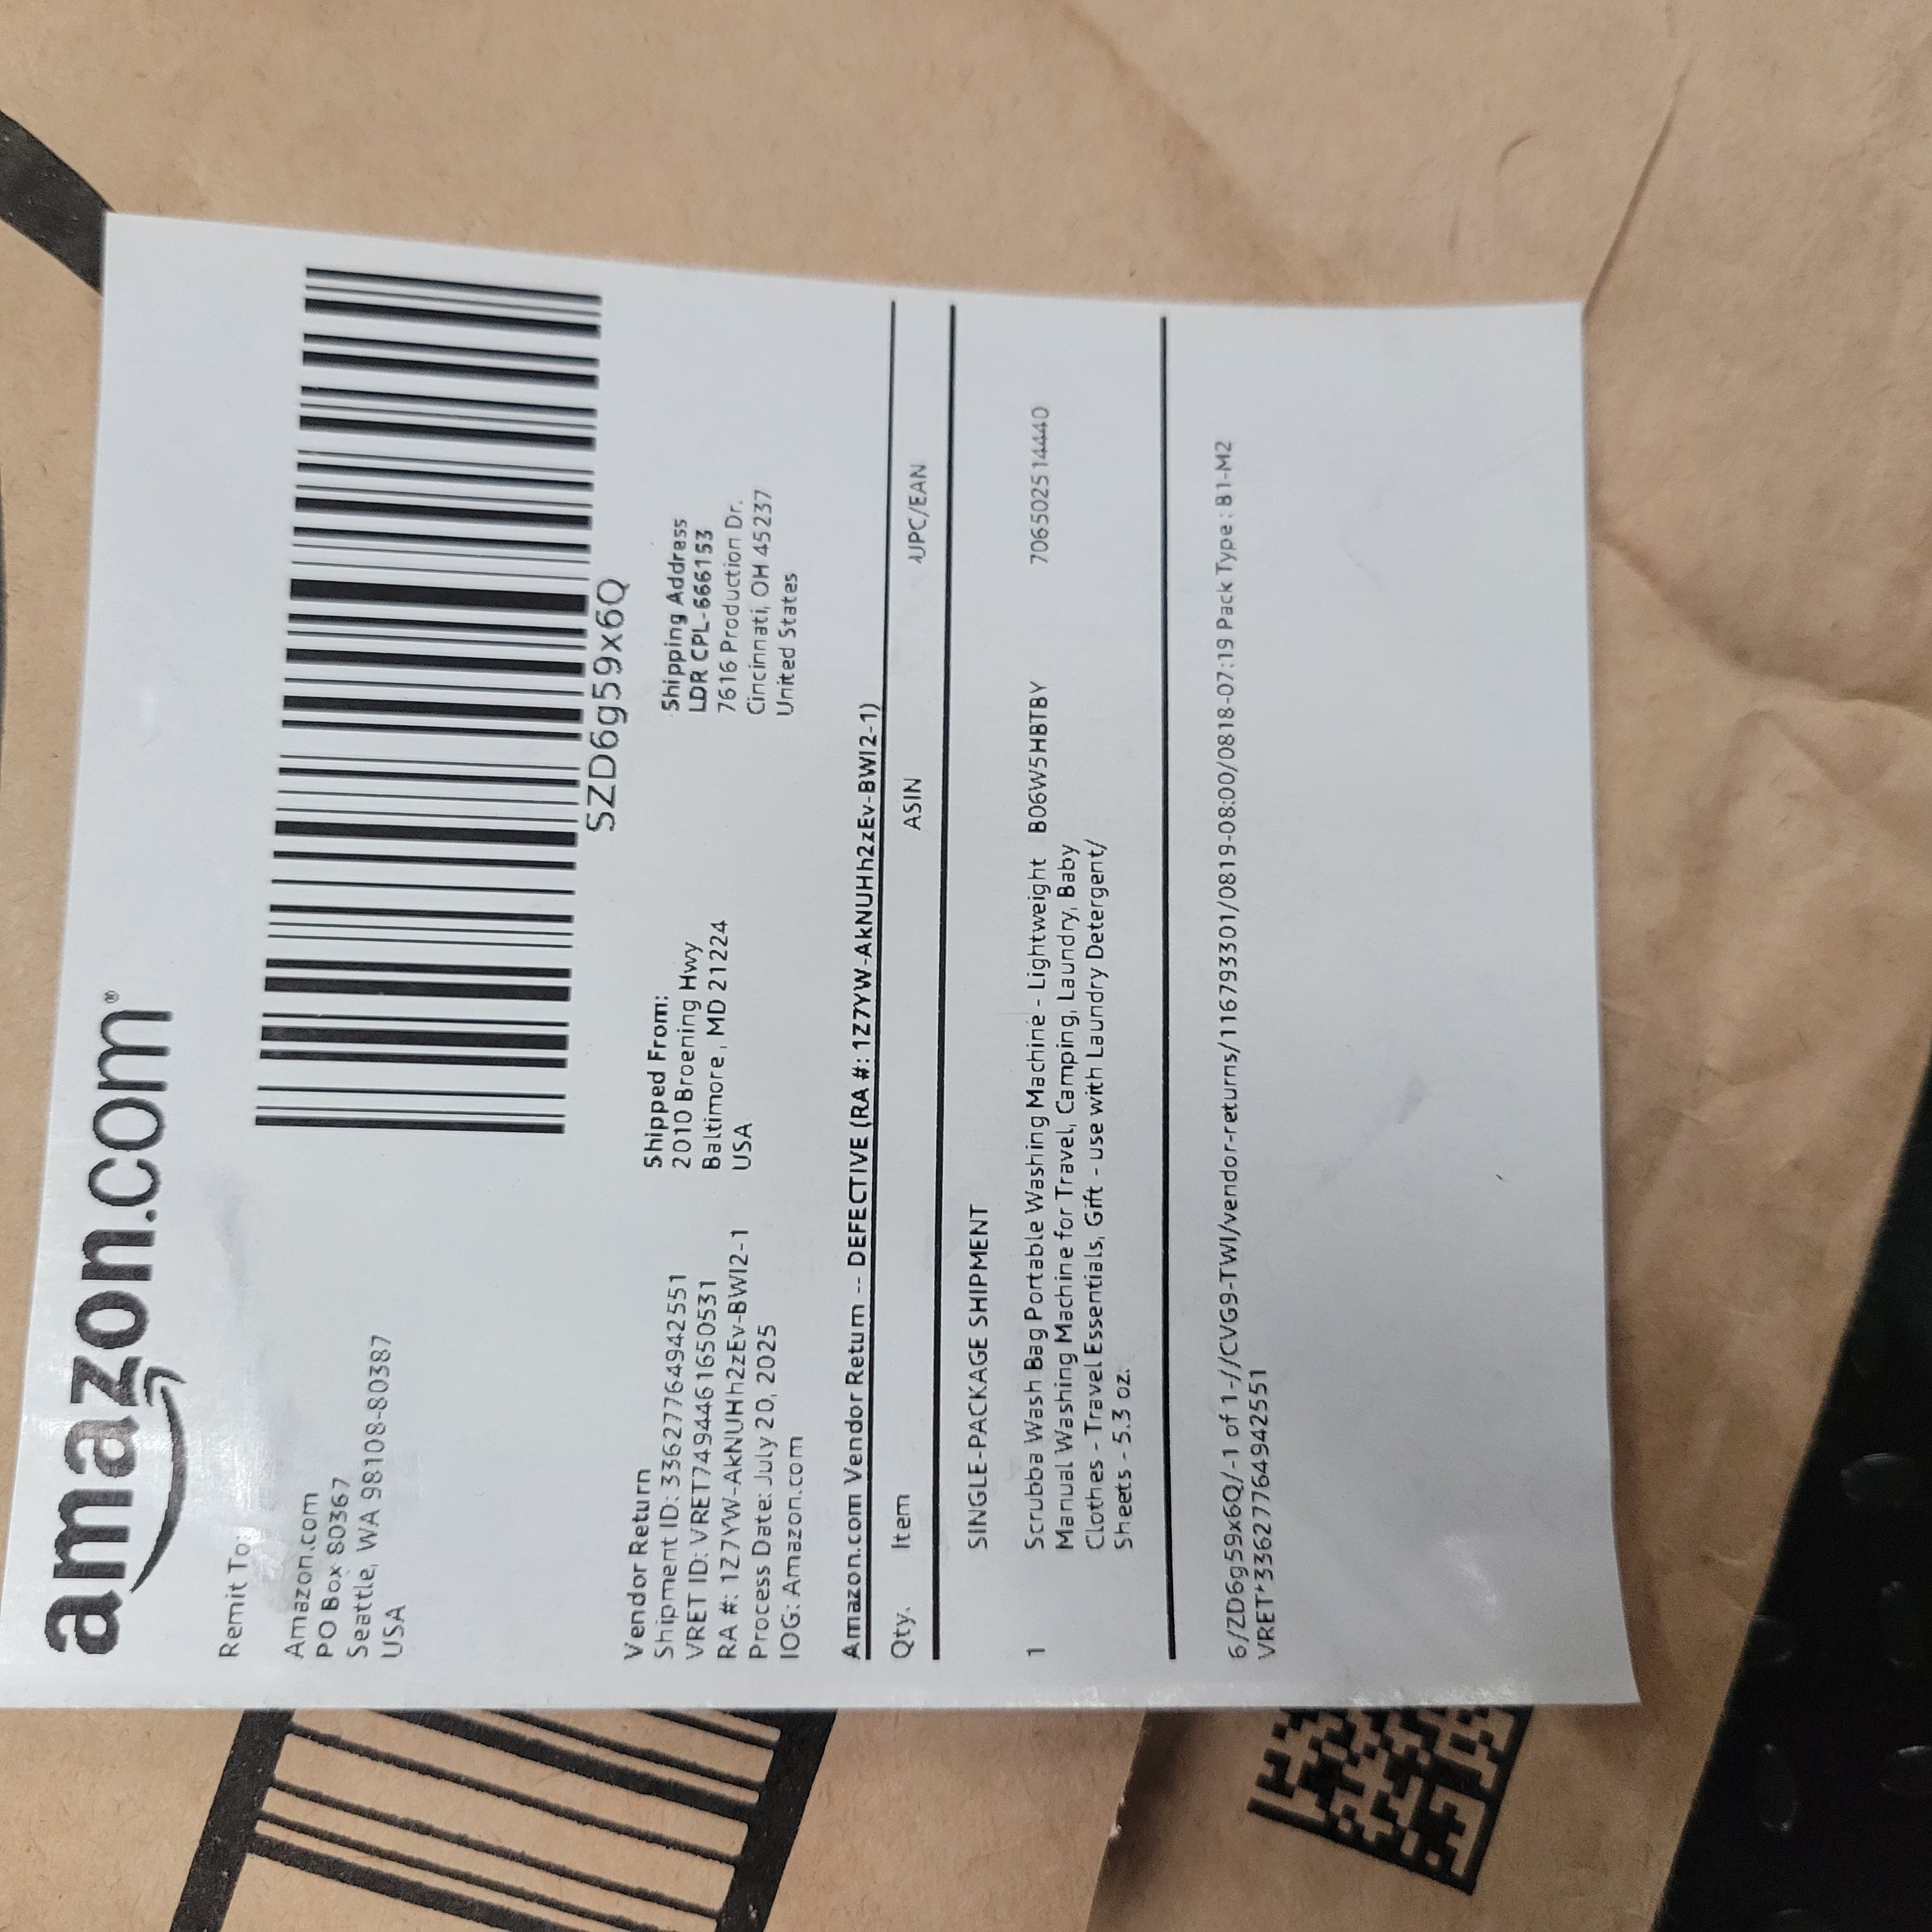 amazon.com®
Remit To:
Amazon.com
PO Box 80367
Seattle, WA 98108-80387
USA
SZD6g59x6Q
Vendor Return
Shipment ID: 33627764942551
VRET ID: VRET7494461650531
RA #: 1Z7YW-AkNUHh2zEv-BWI2-1
Process Date: July 20, 2025
IOG: Amazon.com
Shipped From:
2010 Broening Hwy
Baltimore , MD 21224
USA
Shipping Address
LDR CPL-666153
7616 Production Dr.
Cincinnati, OH 45237
United States
Amazon.com Vendor Return -- DEFECTIVE (RA #: 1Z7YW-AkNUHh2zEv-BWI2-1)
Qty. Item ASIN UPC/EAN
SINGLE-PACKAGE SHIPMENT
1 Scrubba Wash Bag Portable Washing Machine - Lightweight B06W5HBTBY 706502514440
Manual Washing Machine for Travel, Camping, Laundry, Baby
Clothes - Travel Essentials, Gift - use with Laundry Detergent/
Sheets - 5.3 oz.
6/ZD6g59x6Q/-1 of 1-//CVG9-TWI/vendor-returns/116793301/0819-08:00/0818-07:19 Pack Type : B1-M2
VRET*33627764942551